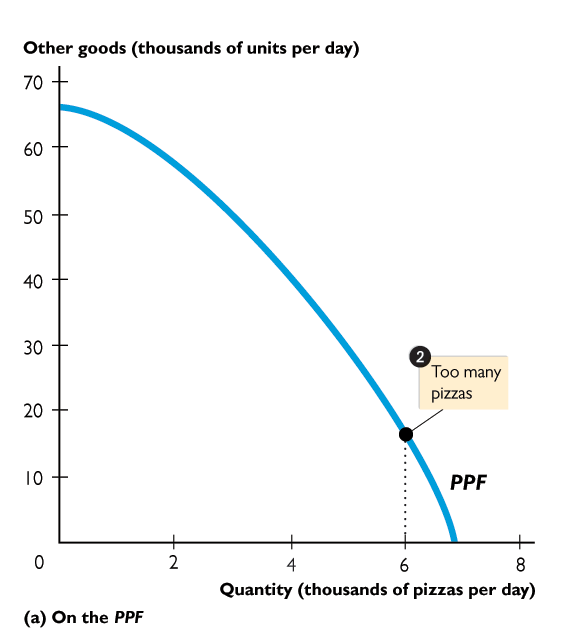 Other goods (thousands of units per day)
70
60
50
40
30
20
10
0
2
Too many
pizzas
PPF
2
4
6
8
Quantity (thousands of pizzas per day)
(a) On the PPF